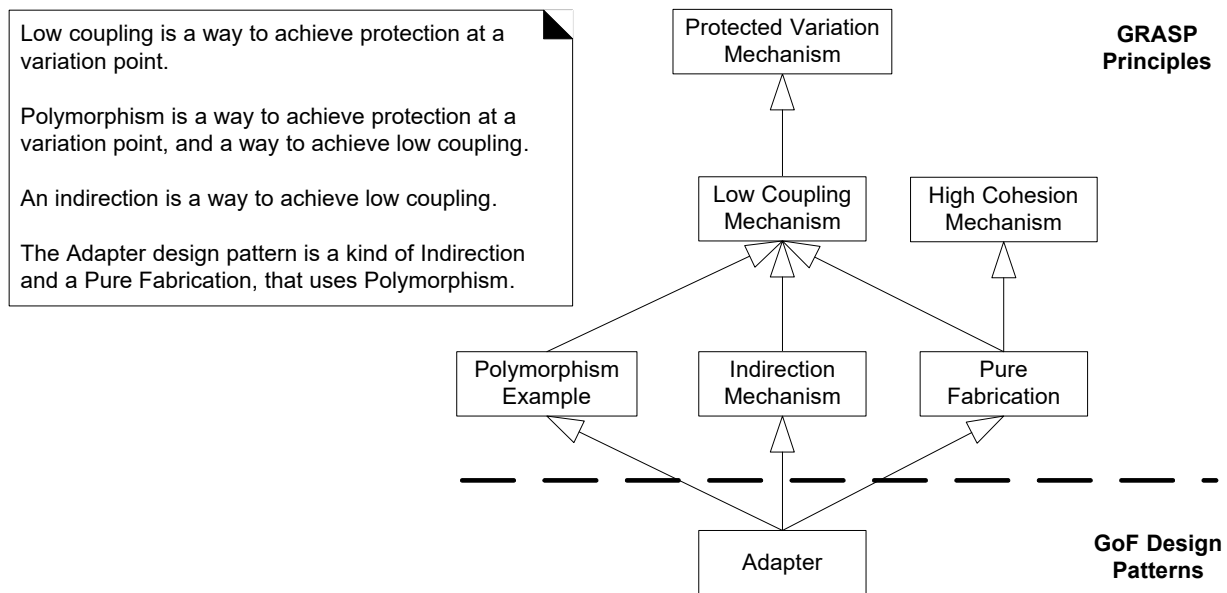 Low coupling is a way to achieve protection at a
variation point.
Polymorphism is a way to achieve protection at a
variation point, and a way to achieve low coupling.
An indirection is a way to achieve low coupling.
The Adapter design pattern is a kind of Indirection
and a Pure Fabrication, that uses Polymorphism.
Protected Variation
Mechanism
GRASP
Principles
Low Coupling
Mechanism
High Cohesion
Mechanism
Polymorphism
Example
Indirection
Mechanism
Pure
Fabrication
Adapter
GoF Design
Patterns